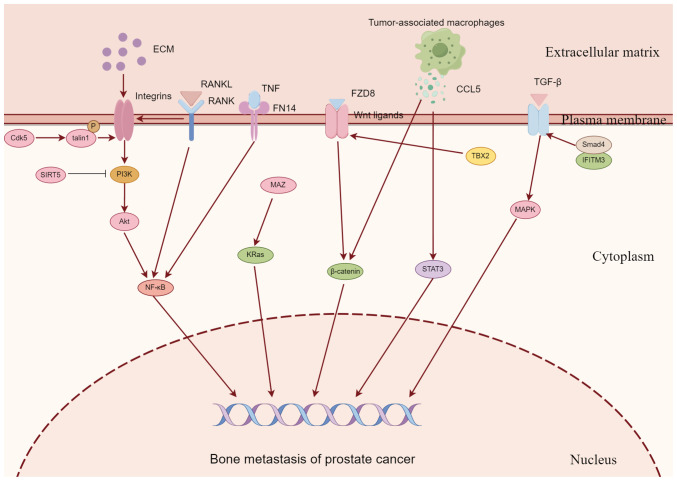 Tumor-associated macrophages
ECM
Extracellular matrix
RANKL
TNF
FZD8
CCL5
TGF-β
Integrins
RANK
FN14
Wnt ligands
Plasma membrane
P
Cdk5
talin1
TBX2
Smad4
IFITM3
SIRT5
PI3K
MAZ
MAPK
Akt
KRas
Cytoplasm
β-catenin
STAT3
NF-κB
Bone metastasis of prostate cancer
Nucleus